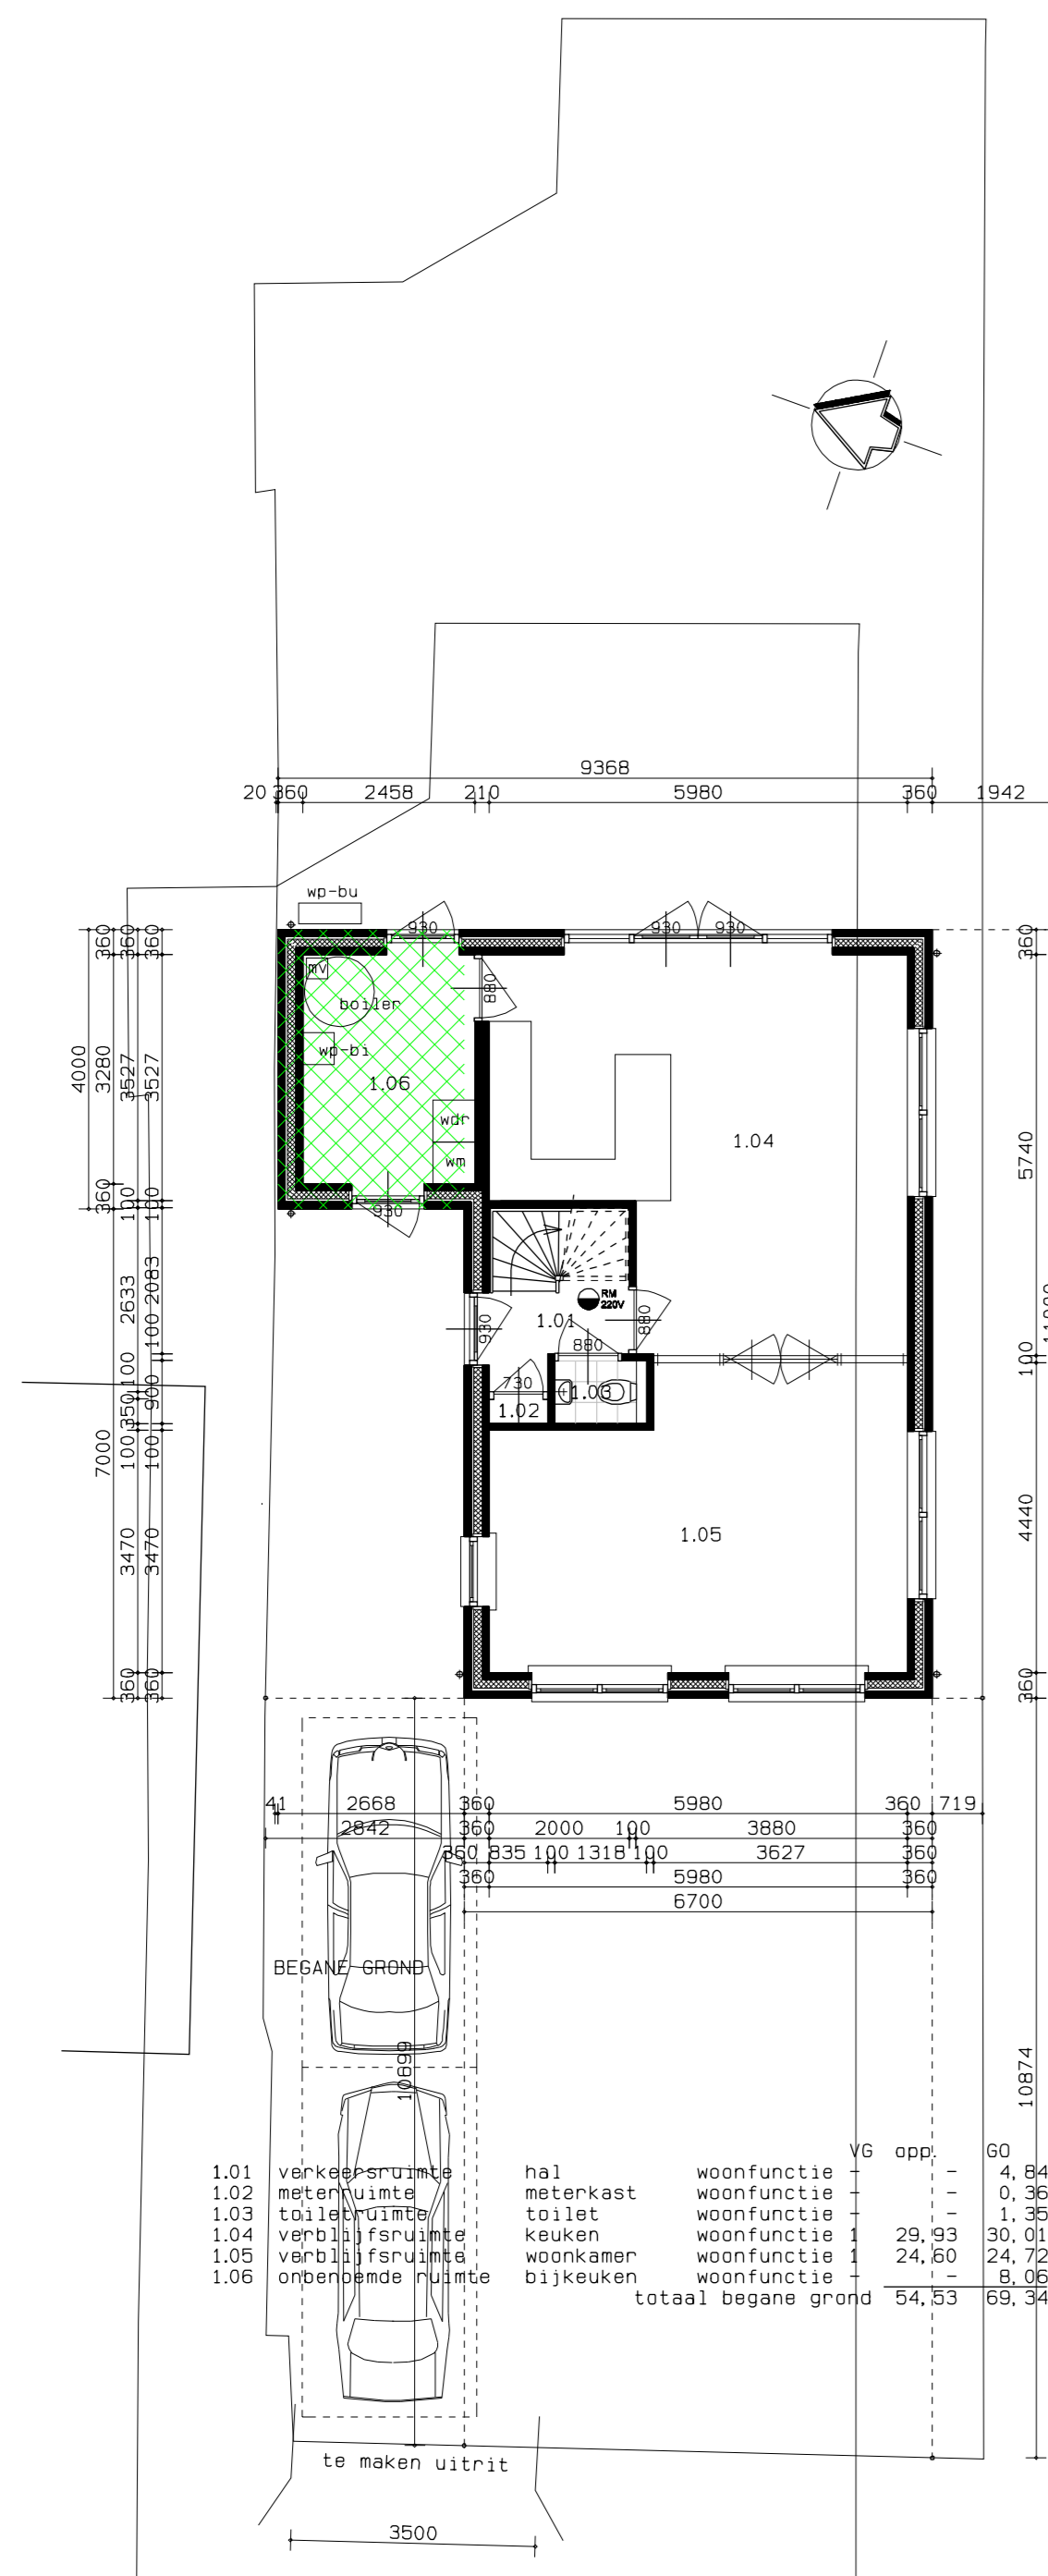 9368
20 360 2458 210 5980 360 1942
wp-bu
930 930 930
mv
boiler
880
wp-bi
1.06
1.04
wdr
wm
930
360 360 360 360
4000 3280 3527 3527 5740
360 110 110
2633 2083
100 100 900 100
350
7000 100 100
3470 3470 4440
360 360 360
RM
220V
1.01
930
880
880
730
1.03
1.02
1.05
41 2668 360 5980 360 719
2842 360 2000 100 3880 360
360 835 100 1318 100 3627 360
360 5980 360
6700
BEGANE GROND
10899
10874
VG opp. GO
1.01 verkeersruimte hal woonfunctie - - 4,84
1.02 meterruimte meterkast woonfunctie - - 0,36
1.03 toiletruimte toilet woonfunctie - - 1,35
1.04 verblijfsruimte keuken woonfunctie 1 29,93 30,01
1.05 verblijfsruimte woonkamer woonfunctie 1 24,60 24,72
1.06 onbenoemde ruimte bijkeuken woonfunctie - - 8,06
totaal begane grond 54,53 69,34
te maken uitrit
3500